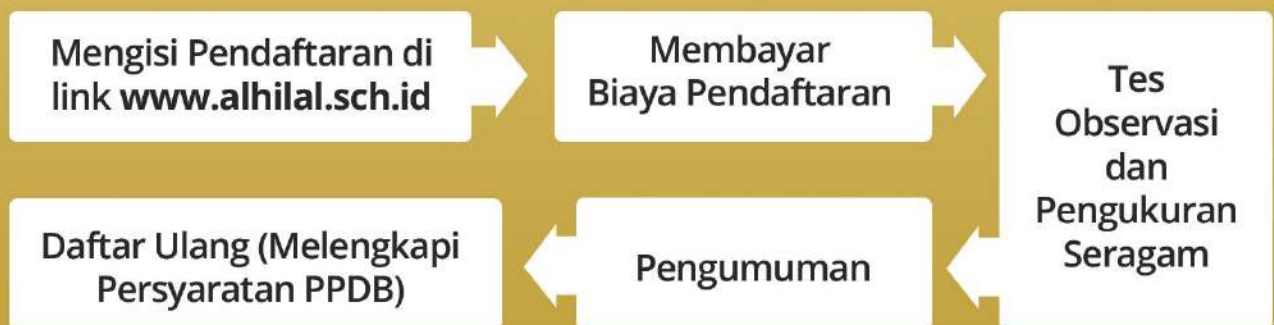 Mengisi Pendaftaran di
link www.alhilal.sch.id
Membayar
Biaya Pendaftaran
Tes
Observasi
dan
Pengukuran
Seragam
Pengumuman
Daftar Ulang (Melengkapi
Persyaratan PPDB)